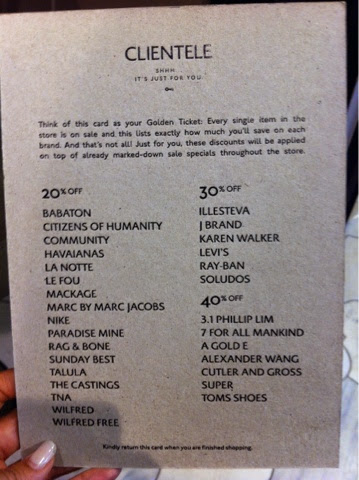 CLIENTELE
SHHH...
IT'S JUST FOR YOU.
Think of this card as your Golden Ticket: Every single item in the
store is on sale and this lists exactly how much you'll save on each
brand. And that's not all! Just for you, these discounts will be applied
on top of already marked-down sale specials throughout the store.
20% OFF
BABATON
CITIZENS OF HUMANITY
COMMUNITY
HAVAIANAS
LA NOTTE
LE FOU
MACKAGE
MARC BY MARC JACOBS
NIKE
PARADISE MINE
RAG & BONE
SUNDAY BEST
TALULA
THE CASTINGS
TNA
WILFRED
WILFRED FREE
30% OFF
ILLESTEVA
J BRAND
KAREN WALKER
LEVI'S
RAY-BAN
SOLUDOS
40% OFF
3.1 PHILLIP LIM
7 FOR ALL MANKIND
A GOLD E
ALEXANDER WANG
CUTLER AND GROSS
SUPER
TOMS SHOES
Kindly return this card when you are finished shopping.